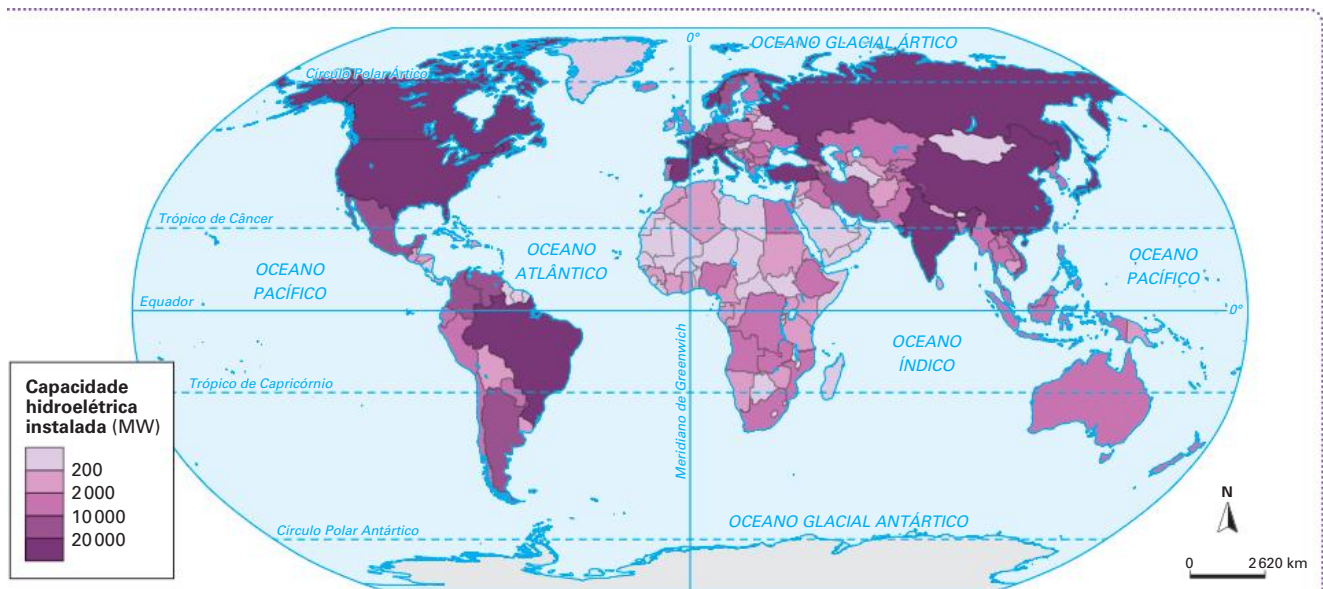 OCEANO GLACIAL ÁRTICO
0°
Círculo Polar Ártico
Trópico de Câncer
OCEANO
ATLÂNTICO
OCEANO
PACÍFICO
OCEANO
PACÍFICO
Equador
0°
OCEANO
ÍNDICO
Meridiano de Greenwich
Trópico de Capricórnio
Capacidade
hidroelétrica
instalada (MW)
200
2 000
10 000
20 000
OCEANO GLACIAL ANTÁRTICO
Círculo Polar Antártico
N
0 2 620 km